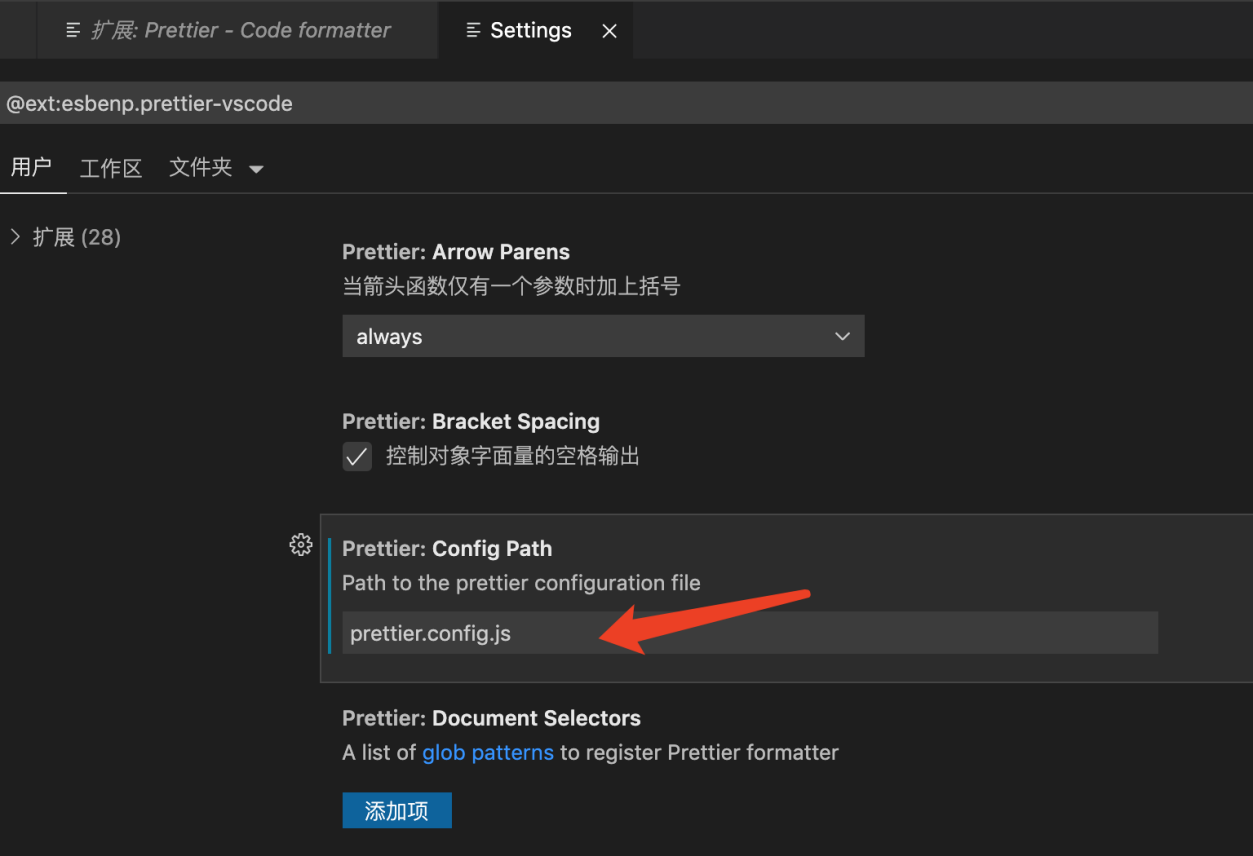 扩展: Prettier - Code formatter
Settings
@ext:esbenp.prettier-vscode
用户 工作区 文件夹
扩展 (28)
Prettier: Arrow Parens
当箭头函数仅有一个参数时加上括号
always
Prettier: Bracket Spacing
控制对象字面量的空格输出
Prettier: Config Path
Path to the prettier configuration file
prettier.config.js
Prettier: Document Selectors
A list of glob patterns to register Prettier formatter
添加项